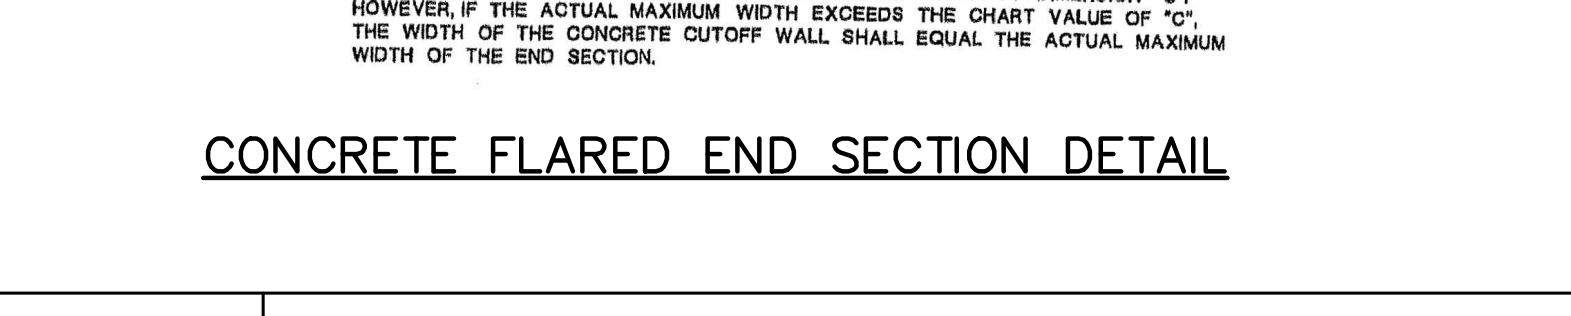 HOWEVER, IF THE ACTUAL MAXIMUM WIDTH EXCEEDS THE CHART VALUE OF "C",
THE WIDTH OF THE CONCRETE CUTOFF WALL SHALL EQUAL THE ACTUAL MAXIMUM
WIDTH OF THE END SECTION.
CONCRETE FLARED END SECTION DETAIL